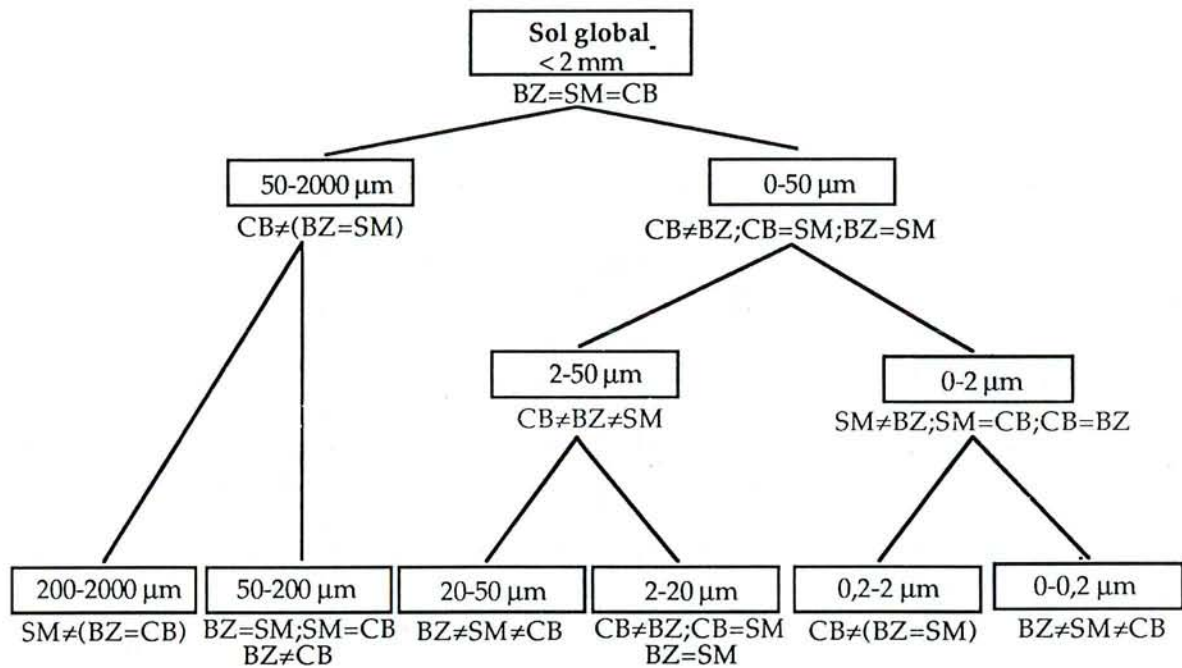 Sol global
< 2 mm
BZ=SM=CB
50-2000 µm
0-50 µm
CB≠(BZ=SM)
CB≠BZ;CB=SM;BZ=SM
2-50 µm
0-2 µm
CB≠BZ≠SM
SM≠BZ;SM=CB;CB=BZ
200-2000 µm
50-200 µm
20-50 µm
2-20 µm
0,2-2 µm
0-0,2 µm
SM≠(BZ=CB)
BZ=SM;SM=CB
BZ≠CB
BZ≠SM≠CB
CB≠BZ;CB=SM
BZ=SM
CB≠(BZ=SM)
BZ≠SM≠CB